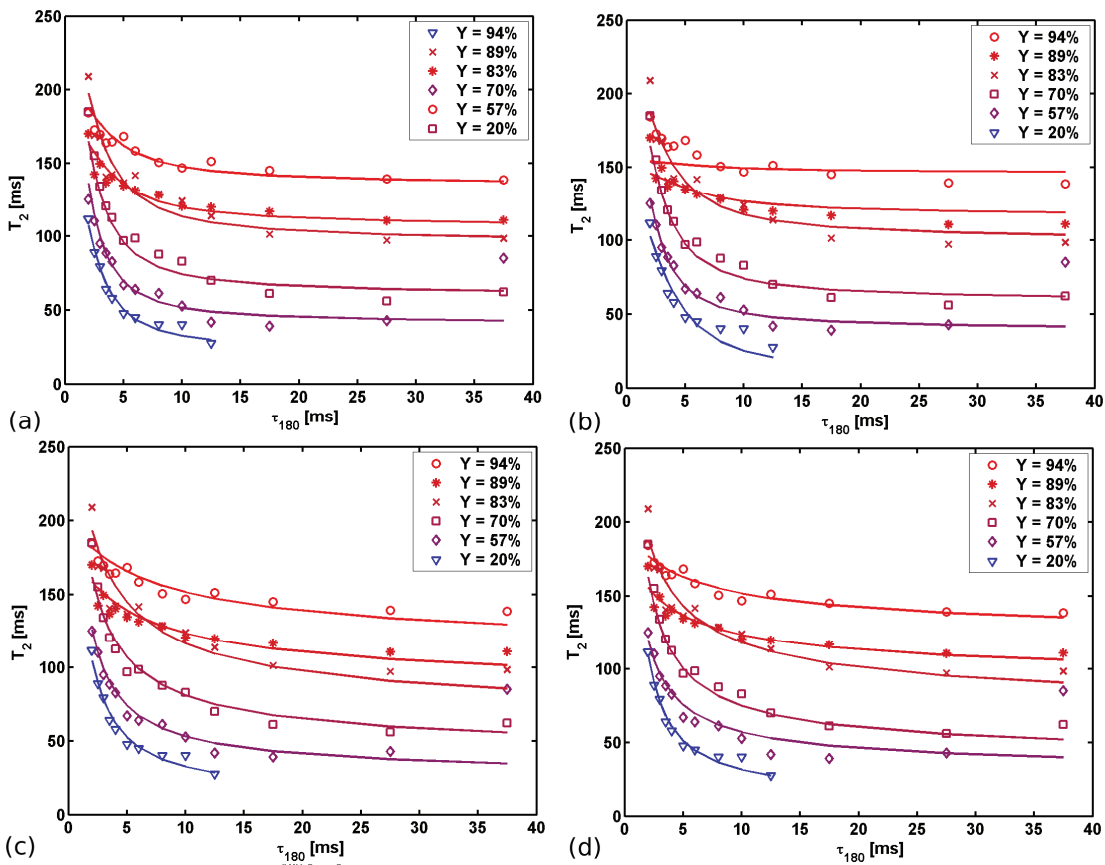 250
200
150
100
50
0
T2 [ms]
Y = 94%
Y = 89%
Y = 83%
Y = 70%
Y = 57%
Y = 20%
0 5 10 15 20 25 30 35 40
τ180 [ms]
(a)
250
200
150
100
50
0
T2 [ms]
Y = 94%
Y = 89%
Y = 83%
Y = 70%
Y = 57%
Y = 20%
0 5 10 15 20 25 30 35 40
τ180 [ms]
(b)
250
200
150
100
50
0
T2 [ms]
Y = 94%
Y = 89%
Y = 83%
Y = 70%
Y = 57%
Y = 20%
0 5 10 15 20 25 30 35 40
τ180 [ms]
(c)
250
200
150
100
50
0
T2 [ms]
Y = 94%
Y = 89%
Y = 83%
Y = 70%
Y = 57%
Y = 20%
0 5 10 15 20 25 30 35 40
τ180 [ms]
(d)